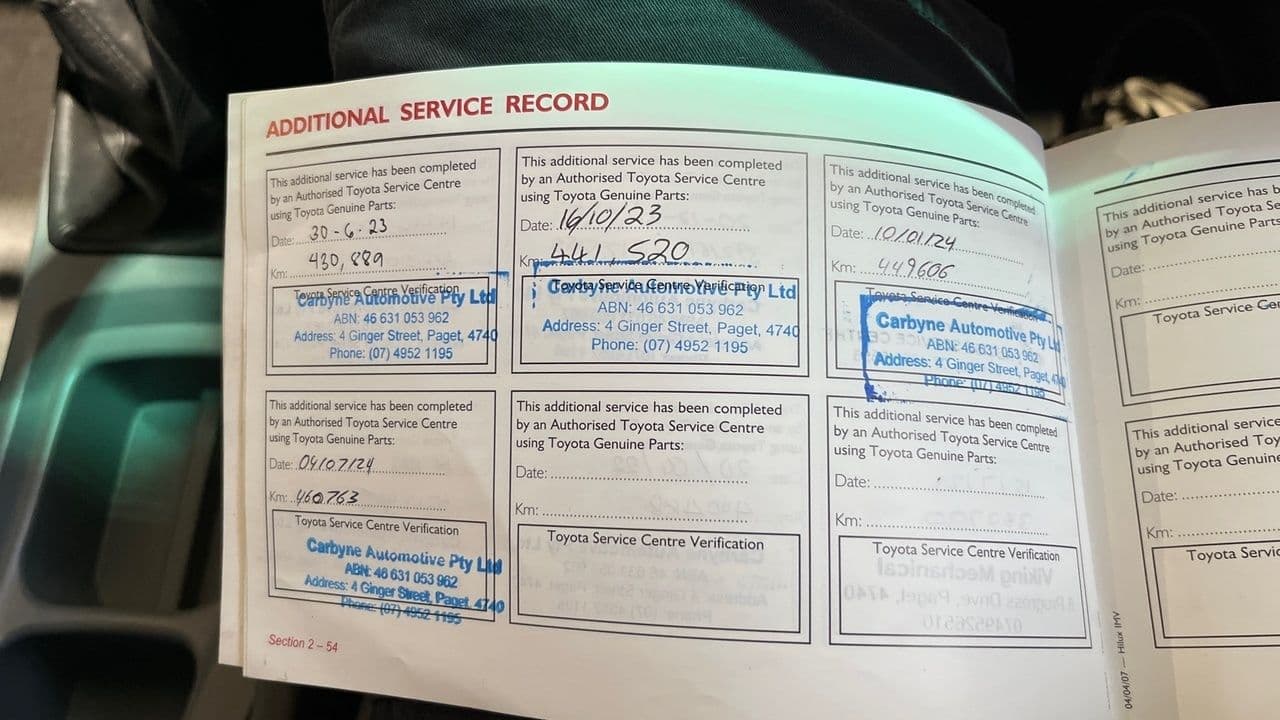 ADDITIONAL SERVICE RECORD
This additional service has been completed
by an Authorised Toyota Service Centre
using Toyota Genuine Parts:
Date: 30-6-23
Km: 430,889
Toyota Service Centre Verification
Carbyne Automotive Pty Ltd
ABN: 46 631 053 962
Address: 4 Ginger Street, Paget, 4740
Phone: (07) 4952 1195
This additional service has been completed
by an Authorised Toyota Service Centre
using Toyota Genuine Parts:
Date: 16/10/23
Km: 441,520
Toyota Service Centre Verification
Carbyne Automotive Pty Ltd
ABN: 46 631 053 962
Address: 4 Ginger Street, Paget, 4740
Phone: (07) 4952 1195
This additional service has been completed
by an Authorised Toyota Service Centre
using Toyota Genuine Parts:
Date: 10/01/24
Km: 449606
Toyota Service Centre Verification
Carbyne Automotive Pty Ltd
ABN: 46 631 053 962
Address: 4 Ginger Street, Paget, 4740
Phone: (07) 4952 1195
This additional service has been completed
by an Authorised Toyota Service Centre
using Toyota Genuine Parts:
Date: 04/07/24
Km: 460763
Toyota Service Centre Verification
Carbyne Automotive Pty Ltd
ABN: 46 631 053 962
Address: 4 Ginger Street, Paget, 4740
Phone: (07) 4952 1195
This additional service has been completed
by an Authorised Toyota Service Centre
using Toyota Genuine Parts:
Date:
Km:
Toyota Service Centre Verification
This additional service has been completed
by an Authorised Toyota Service Centre
using Toyota Genuine Parts:
Date:
Km:
Toyota Service Centre Verification
Section 2 – 54
04/04/07 — Hilux IMV
This additional service has b
by an Authorised Toyota Se
using Toyota Genuine Part
Date:
Km:
Toyota Service Ce
This additional service
by an Authorised Toy
using Toyota Genuine
Date:
Km:
Toyota Servic